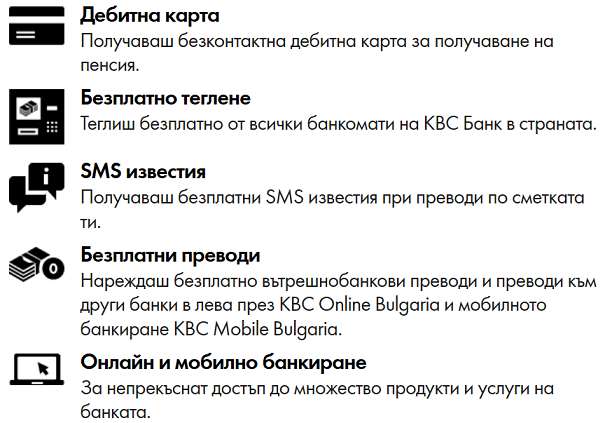 Дебитна карта
Получаваш безконтактна дебитна карта за получаване на
пенсия.
Безплатно теглене
Теглиш безплатно от всички банкомати на КВС Банк в страната.
SMS известия
Получаваш безплатни SMS известия при преводи по сметката
ти.
0
Безплатни преводи
Нареждаш безплатно вътрешнобанкови преводи и преводи към
други банки в лева през KBC Online Bulgaria и мобилното
банкиране KBC Mobile Bulgaria.
Онлайн и мобилно банкиране
За непрекъснат достъп до множество продукти и услуги на
банката.